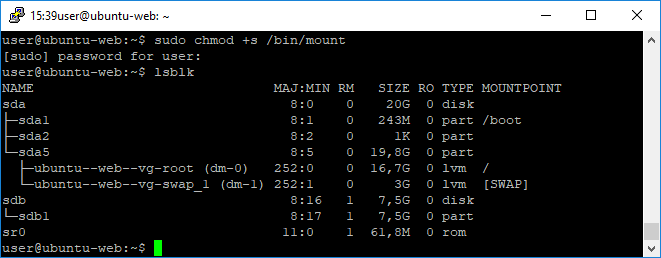 15:39user@ubuntu-web: ~
user@ubuntu-web:~$ sudo chmod +s /bin/mount
[sudo] password for user:
user@ubuntu-web:~$ lsblk
NAME                          MAJ:MIN RM   SIZE RO TYPE MOUNTPOINT
sda                             8:0    0    20G  0 disk
├─sda1                          8:1    0   243M  0 part /boot
├─sda2                          8:2    0     1K  0 part
└─sda5                          8:5    0  19,8G  0 part
  ├─ubuntu--web--vg-root (dm-0)   252:0    0  16,7G  0 lvm  /
  └─ubuntu--web--vg-swap_1 (dm-1) 252:1    0     3G  0 lvm  [SWAP]
sdb                             8:16   1   7,5G  0 disk
└─sdb1                          8:17   1   7,5G  0 part
sr0                            11:0    1  61,8M  0 rom
user@ubuntu-web:~$